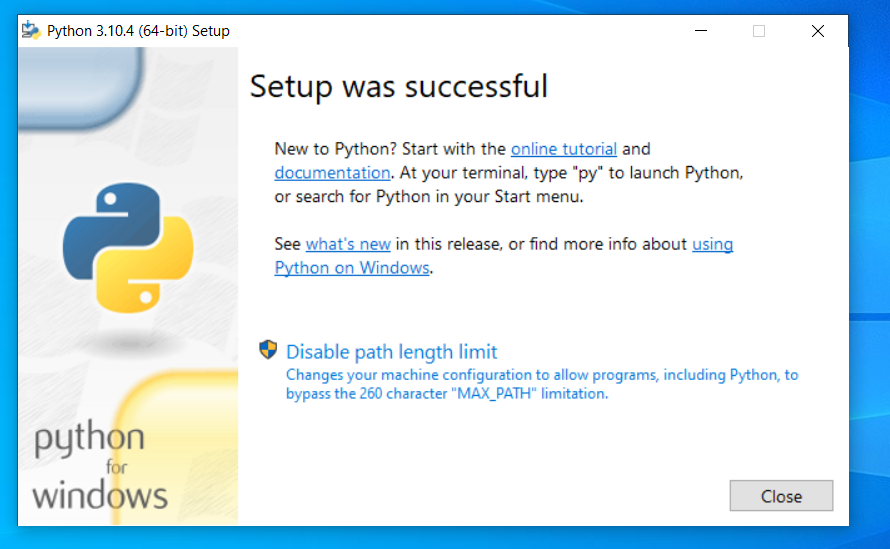 Python 3.10.4 (64-bit) Setup
Setup was successful
New to Python? Start with the online tutorial and
documentation. At your terminal, type "py" to launch Python,
or search for Python in your Start menu.
See what's new in this release, or find more info about using
Python on Windows.
Disable path length limit
Changes your machine configuration to allow programs, including Python, to
bypass the 260 character "MAX_PATH" limitation.
python
for
windows
Close